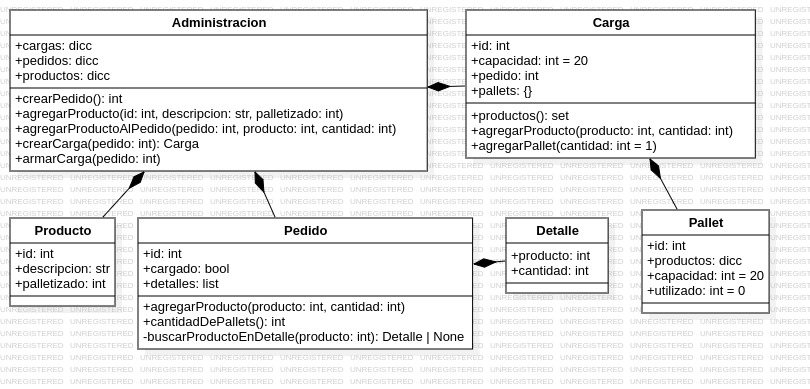 Administracion
+cargas: dicc
+pedidos: dicc
+productos: dicc
+crearPedido(): int
+agregarProducto(id: int, descripcion: str, palletizado: int)
+agregarProductoAlPedido(pedido: int, producto: int, cantidad: int)
+crearCarga(pedido: int): Carga
+armarCarga(pedido: int)
Carga
+id: int
+capacidad: int = 20
+pedido: int
+pallets: {}
+productos(): set
+agregarProducto(producto: int, cantidad: int)
+agregarPallet(cantidad: int = 1)
Producto
+id: int
+descripcion: str
+palletizado: int
Pedido
+id: int
+cargado: bool
+detalles: list
+agregarProducto(producto: int, cantidad: int)
+cantidadDePallets(): int
-buscarProductoEnDetalle(producto: int): Detalle | None
Detalle
+producto: int
+cantidad: int
Pallet
+id: int
+productos: dicc
+capacidad: int = 20
+utilizado: int = 0
UNREGISTERED